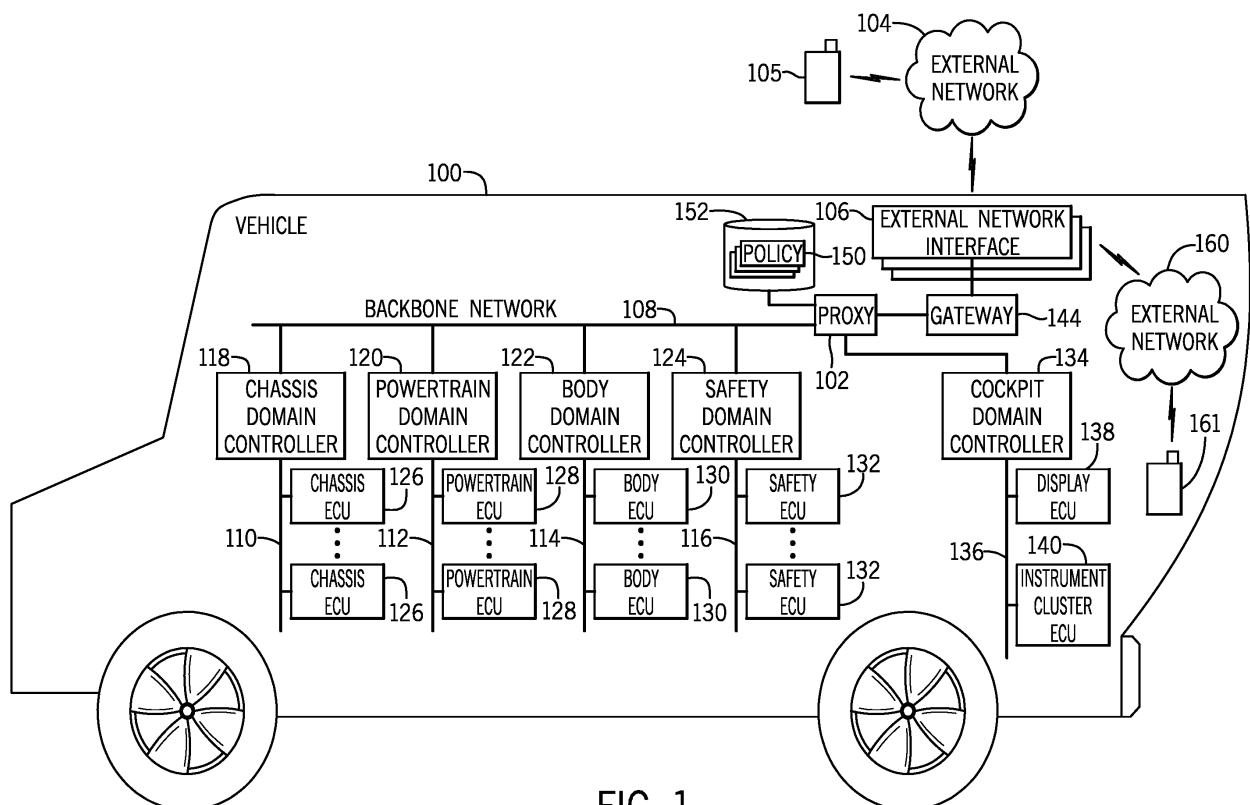 104
EXTERNAL
NETWORK
105
100
VEHICLE
152
POLICY
150
106
EXTERNAL NETWORK
INTERFACE
160
EXTERNAL
NETWORK
BACKBONE NETWORK
108
PROXY
102
GATEWAY
144
118
CHASSIS
DOMAIN
CONTROLLER
120
POWERTRAIN
DOMAIN
CONTROLLER
122
BODY
DOMAIN
CONTROLLER
124
SAFETY
DOMAIN
CONTROLLER
134
COCKPIT
DOMAIN
CONTROLLER
138
161
CHASSIS
ECU
126
POWERTRAIN
ECU
128
BODY
ECU
130
SAFETY
ECU
132
DISPLAY
ECU
110
112
114
116
136
140
CHASSIS
ECU
126
POWERTRAIN
ECU
128
BODY
ECU
130
SAFETY
ECU
132
INSTRUMENT
CLUSTER
ECU
FIG. 1